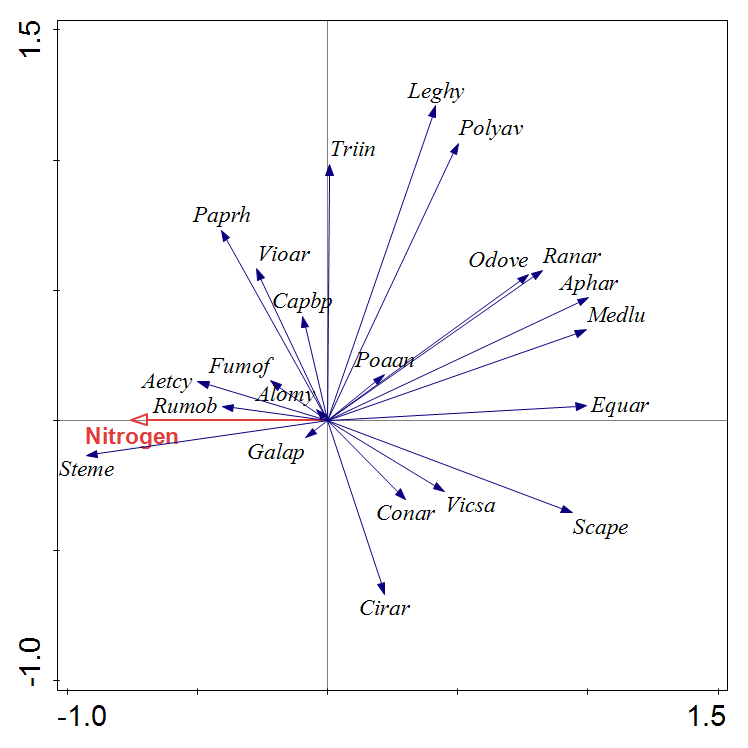 1.5
Leghy
Polyav
Triin
Paprh
Vioar
Odove
Ranar
Aphar
Capbp
Medlu
Poaan
Fumof
Aetcy
Alomy
Rumob
Equar
Nitrogen
Galap
Steme
Vicsa
Conar
Scape
Cirar
-1.0
-1.0
1.5